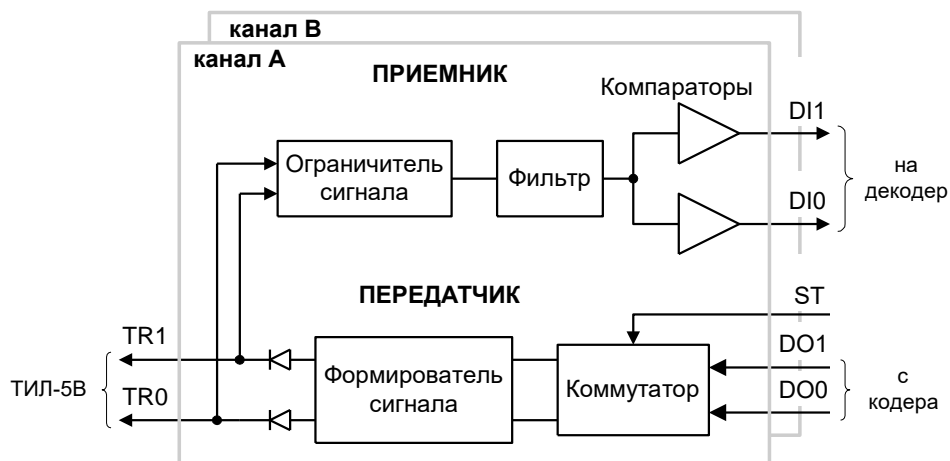 канал В
канал А
ПРИЕМНИК
Компараторы
DI1
Ограничитель
сигнала
Фильтр
на
декодер
DI0
ПЕРЕДАТЧИК
ST
TR1
DO1
ТИЛ-5В
Формирователь
сигнала
Коммутатор
с
кодера
TR0
DO0